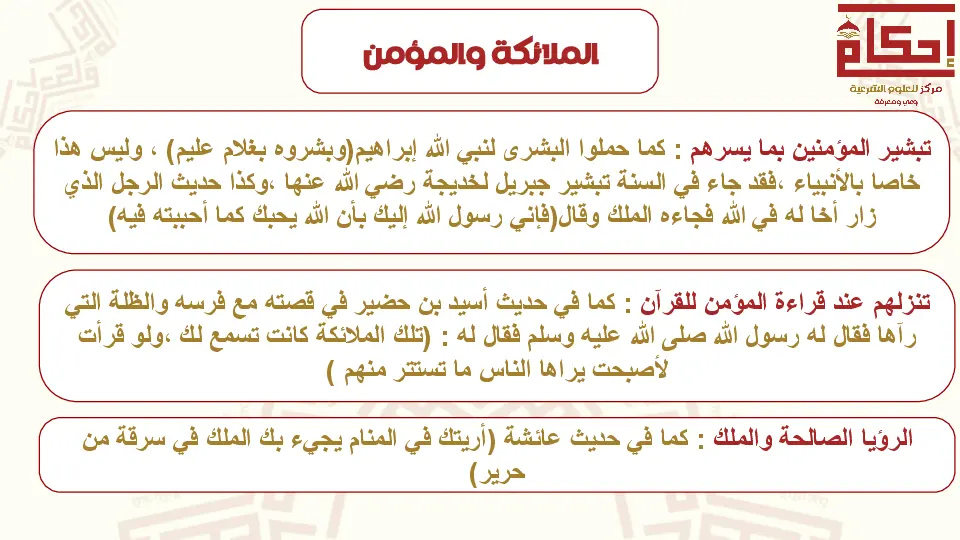 الملائكة والمؤمن
إحكام
مركز للعلوم الشرعية
وعي ومعرفة
تبشير المؤمنين بما يسرهم : كما حملوا البشرى لنبي الله إبراهيم(وبشروه بغلام عليم) ، وليس هذا
خاصا بالأنبياء ،فقد جاء في السنة تبشير جبريل لخديجة رضي الله عنها ،وكذا حديث الرجل الذي
زار أخا له في الله فجاءه الملك وقال(فإني رسول الله إليك بأن الله يحبك كما أحببته فيه)
تنزلهم عند قراءة المؤمن للقرآن : كما في حديث أسيد بن حضير في قصته مع فرسه والظلة التي
رآها فقال له رسول الله صلى الله عليه وسلم فقال له : (تلك الملائكة كانت تسمع لك ،ولو قرأت
لأصبحت يراها الناس ما تستتر منهم )
الرؤيا الصالحة والملك : كما في حديث عائشة (أريتك في المنام يجيء بك الملك في سرقة من
حرير)